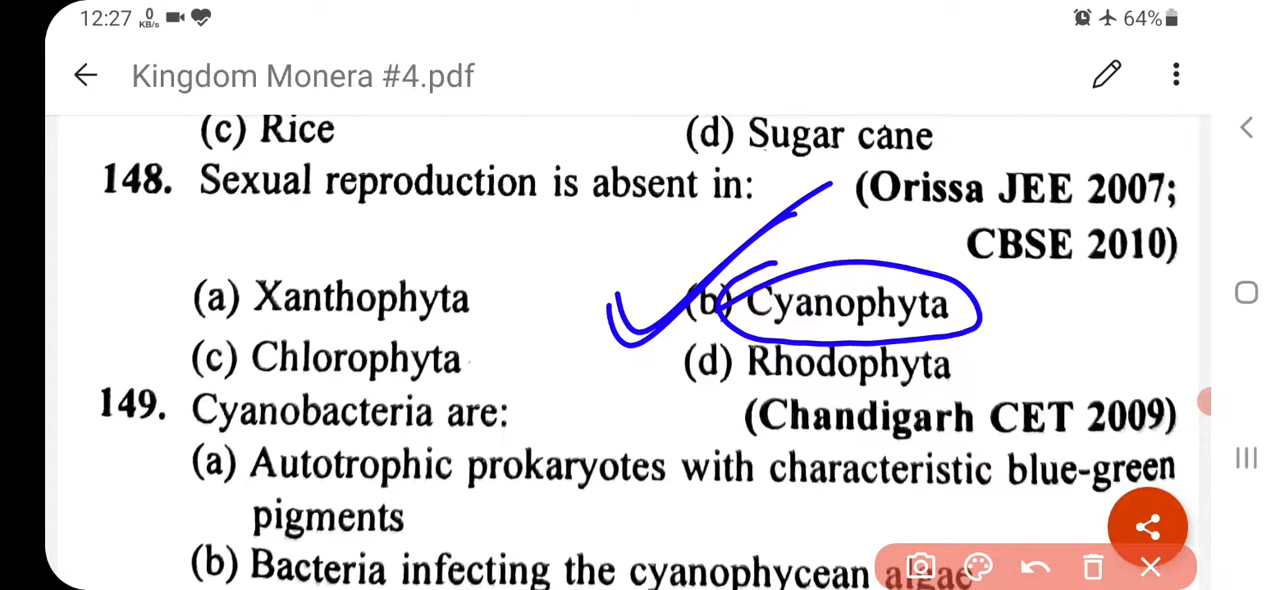 12:27 0 KB/s 64%
Kingdom Monera #4.pdf
(c) Rice (d) Sugar cane
148. Sexual reproduction is absent in: (Orissa JEE 2007;
CBSE 2010)
(a) Xanthophyta (b) Cyanophyta
(c) Chlorophyta (d) Rhodophyta
149. Cyanobacteria are: (Chandigarh CET 2009)
(a) Autotrophic prokaryotes with characteristic blue-green
pigments
(b) Bacteria infecting the cyanophycean algae